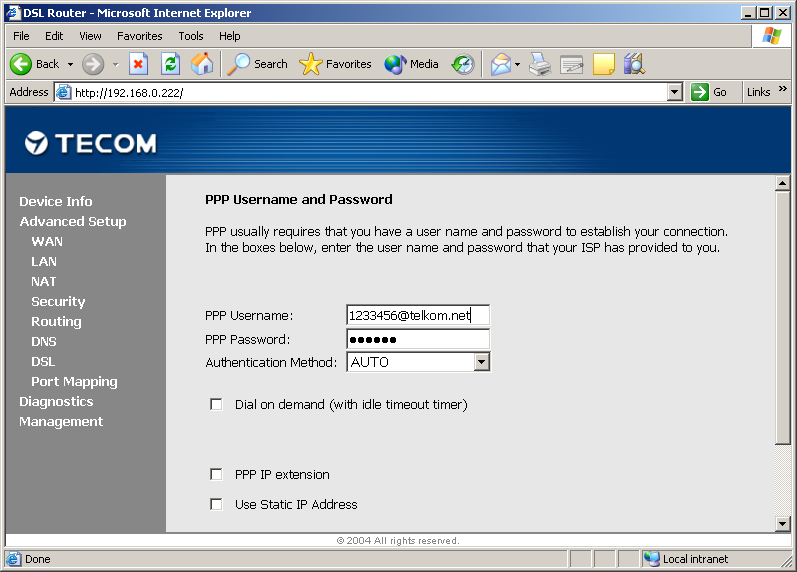 DSL Router - Microsoft Internet Explorer
File Edit View Favorites Tools Help
Back Search Favorites Media
Address http://192.168.0.222/ Go Links »
TECOM
Device Info
Advanced Setup
WAN
LAN
NAT
Security
Routing
DNS
DSL
Port Mapping
Diagnostics
Management
PPP Username and Password
PPP usually requires that you have a user name and password to establish your connection.
In the boxes below, enter the user name and password that your ISP has provided to you.
PPP Username: 1233456@telkom.net
PPP Password: ●●●●●●
Authentication Method: AUTO
Dial on demand (with idle timeout timer)
PPP IP extension
Use Static IP Address
© 2004 All rights reserved.
Done Local intranet